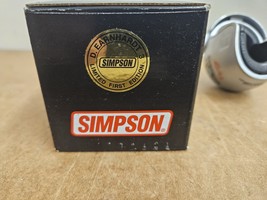 D. EARNHARDT
SIMPSON
LIMITED FIRST EDITION
SIMPSON